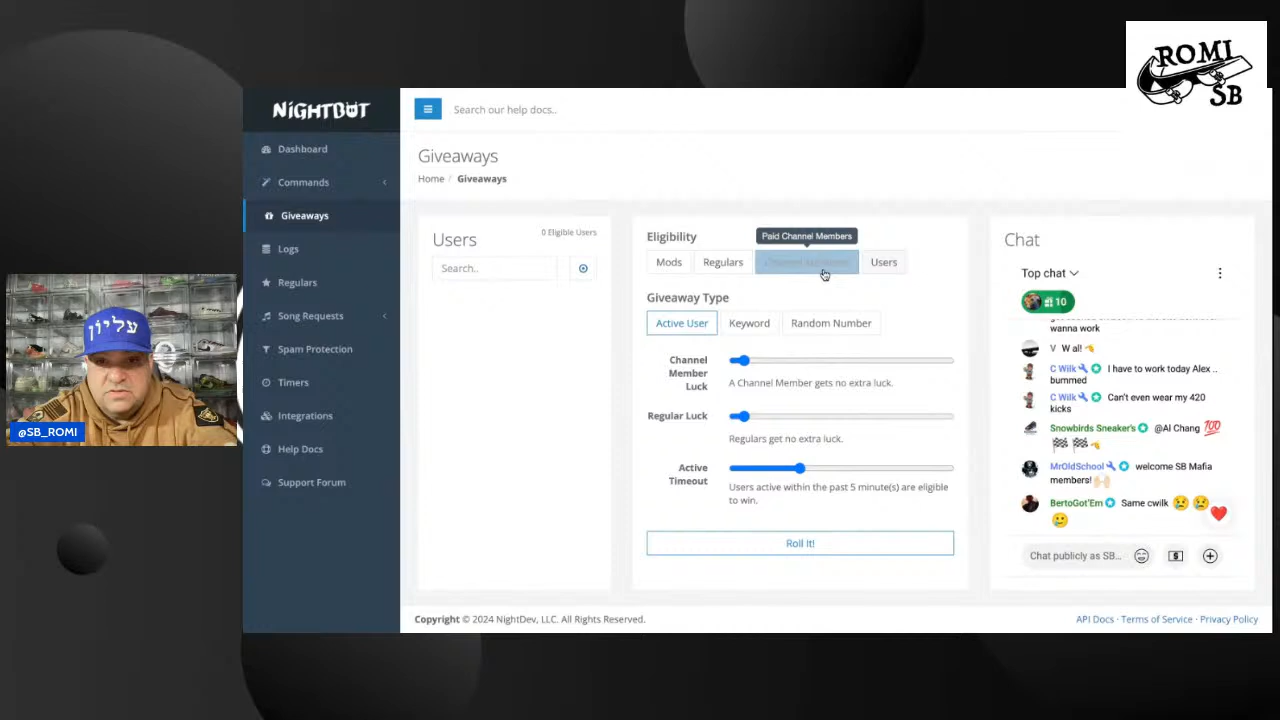 ROMI
SB
NIGHTBOT
Search our help docs..
Dashboard
Commands
Giveaways
Logs
Regulars
Song Requests
Spam Protection
Timers
Integrations
Help Docs
Support Forum
Giveaways
Home / Giveaways
Users
0 Eligible Users
Search..
Eligibility
Paid Channel Members
Mods
Regulars
Users
Giveaway Type
Active User
Keyword
Random Number
Channel
Member
Luck
A Channel Member gets no extra luck.
Regular Luck
Regulars get no extra luck.
Active
Timeout
Users active within the past 5 minute(s) are eligible
to win.
Roll It!
Chat
Top chat
10
wanna work
V W al!
C Wilk I have to work today Alex ..
bummed
C Wilk Can't even wear my 420
kicks
Snowbirds Sneaker's @Al Chang 100
MrOldSchool welcome SB Mafia
members!
BertoGot'Em Same cwilk
Chat publicly as SB...
Copyright © 2024 NightDev, LLC. All Rights Reserved.
API Docs · Terms of Service · Privacy Policy
עליון
@SB_ROMI